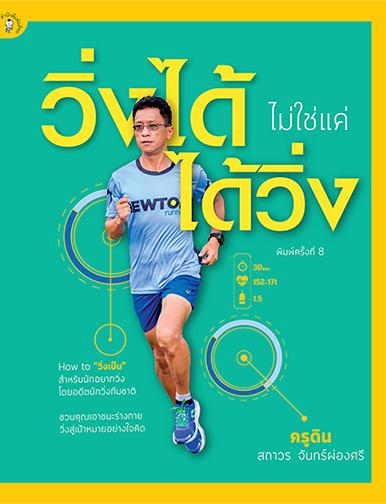 วิ่งได้
ไม่ใช่แค่
ได้วิ่ง
พิมพ์ครั้งที่ 8
NEWTON
running
30 min
152-171
1.5
How to "วิ่งเป็น"
สำหรับนักอยากวิ่ง
โดยอดีตนักวิ่งทีมชาติ
ชวนคุณเอาชนะร่างกาย
วิ่งสู่เป้าหมายอย่างใจคิด
ครูดิน
สถาวร จันทร์ผ่องศรี